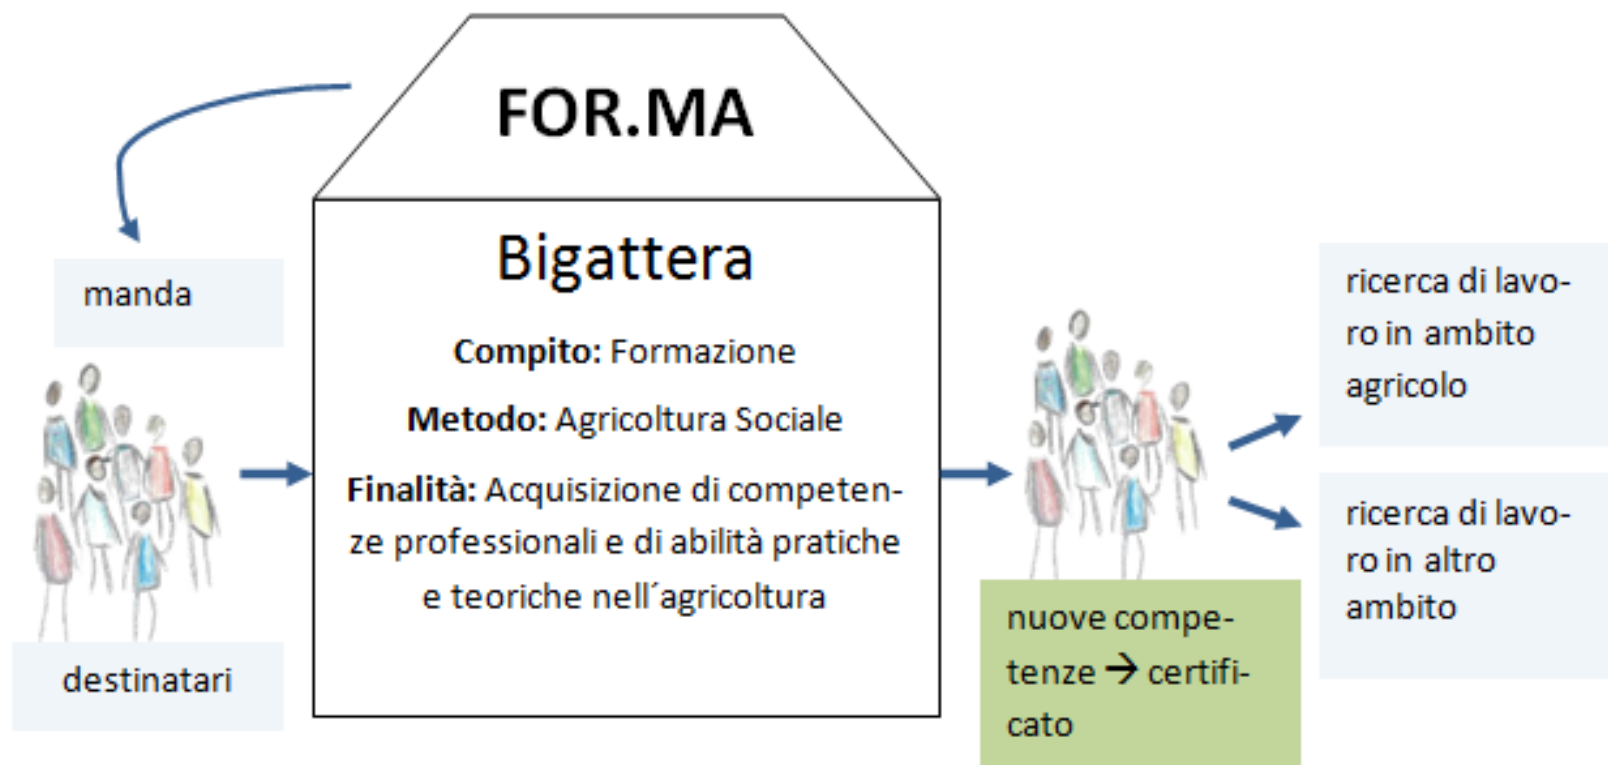 FOR.MA
manda
destinatari
Bigattera
Compito: Formazione
Metodo: Agricoltura Sociale
Finalità: Acquisizione di competen-
ze professionali e di abilità pratiche
e teoriche nell´agricoltura
nuove compe-
tenze → certifi-
cato
ricerca di lavo-
ro in ambito
agricolo
ricerca di lavo-
ro in altro
ambito